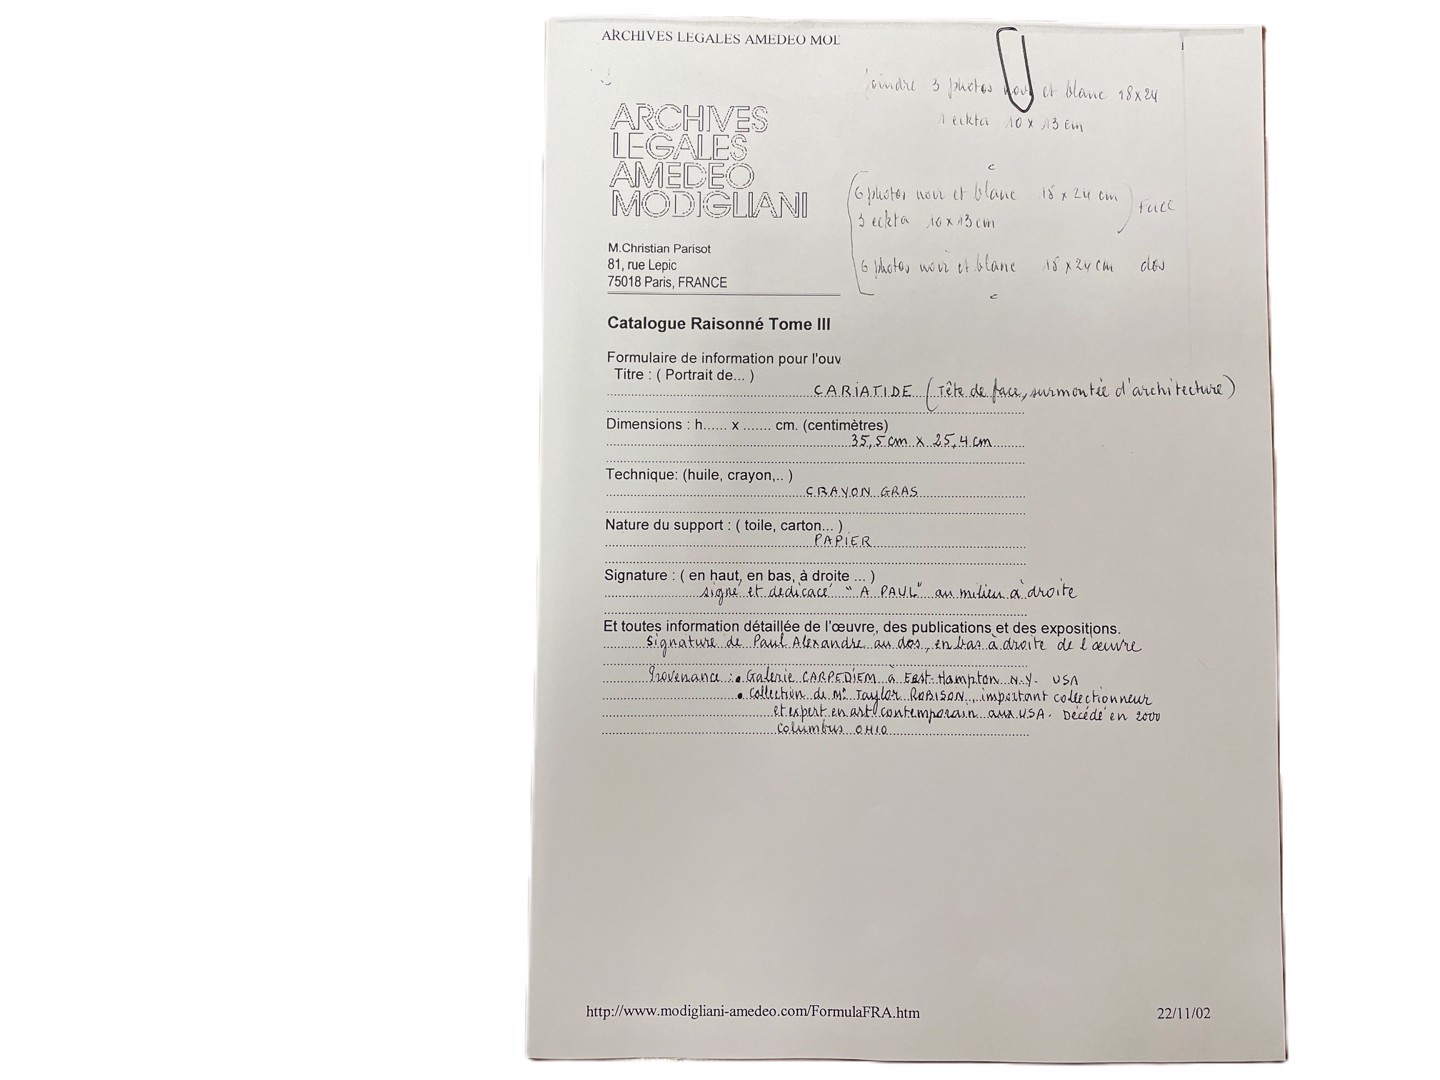 ARCHIVES LEGALES AMEDEO MOD
joindre 3 photos noir et blanc 18x24
1 eckta 10 x 13 cm
ARCHIVES
LEGALES
AMEDEO
MODIGLIANI
6 photos noir et blanc 18 x 24 cm
3 eckta 10 x 13 cm
Face
6 photos noir et blanc 18 x 24 cm dos
M.Christian Parisot
81, rue Lepic
75018 Paris, FRANCE
Catalogue Raisonné Tome III
Formulaire de information pour l'ouv
Titre : ( Portrait de... )
CARIATIDE (Tête de face, surmontée d'architecture)
Dimensions : h...... x ....... cm. (centimètres)
35,5 cm x 25,4 cm
Technique: (huile, crayon,.. )
CRAYON GRAS
Nature du support : ( toile, carton... )
PAPIER
Signature : ( en haut, en bas, à droite ... )
signé et dedicacé "A PAUL" au milieu à droite
Et toutes information détaillée de l'œuvre, des publications et des expositions.
Signature de Paul Alexandre au dos, en bas à droite de l'œuvre
Provenance : • Galerie CARPEDIEM à East-Hampton N.Y. USA
• Collection de Mr Taylor ROBISON, important collectionneur
et expert en art contemporain aux USA. Décédé en 2000
Columbus OHIO
http://www.modigliani-amedeo.com/FormulaFRA.htm
22/11/02